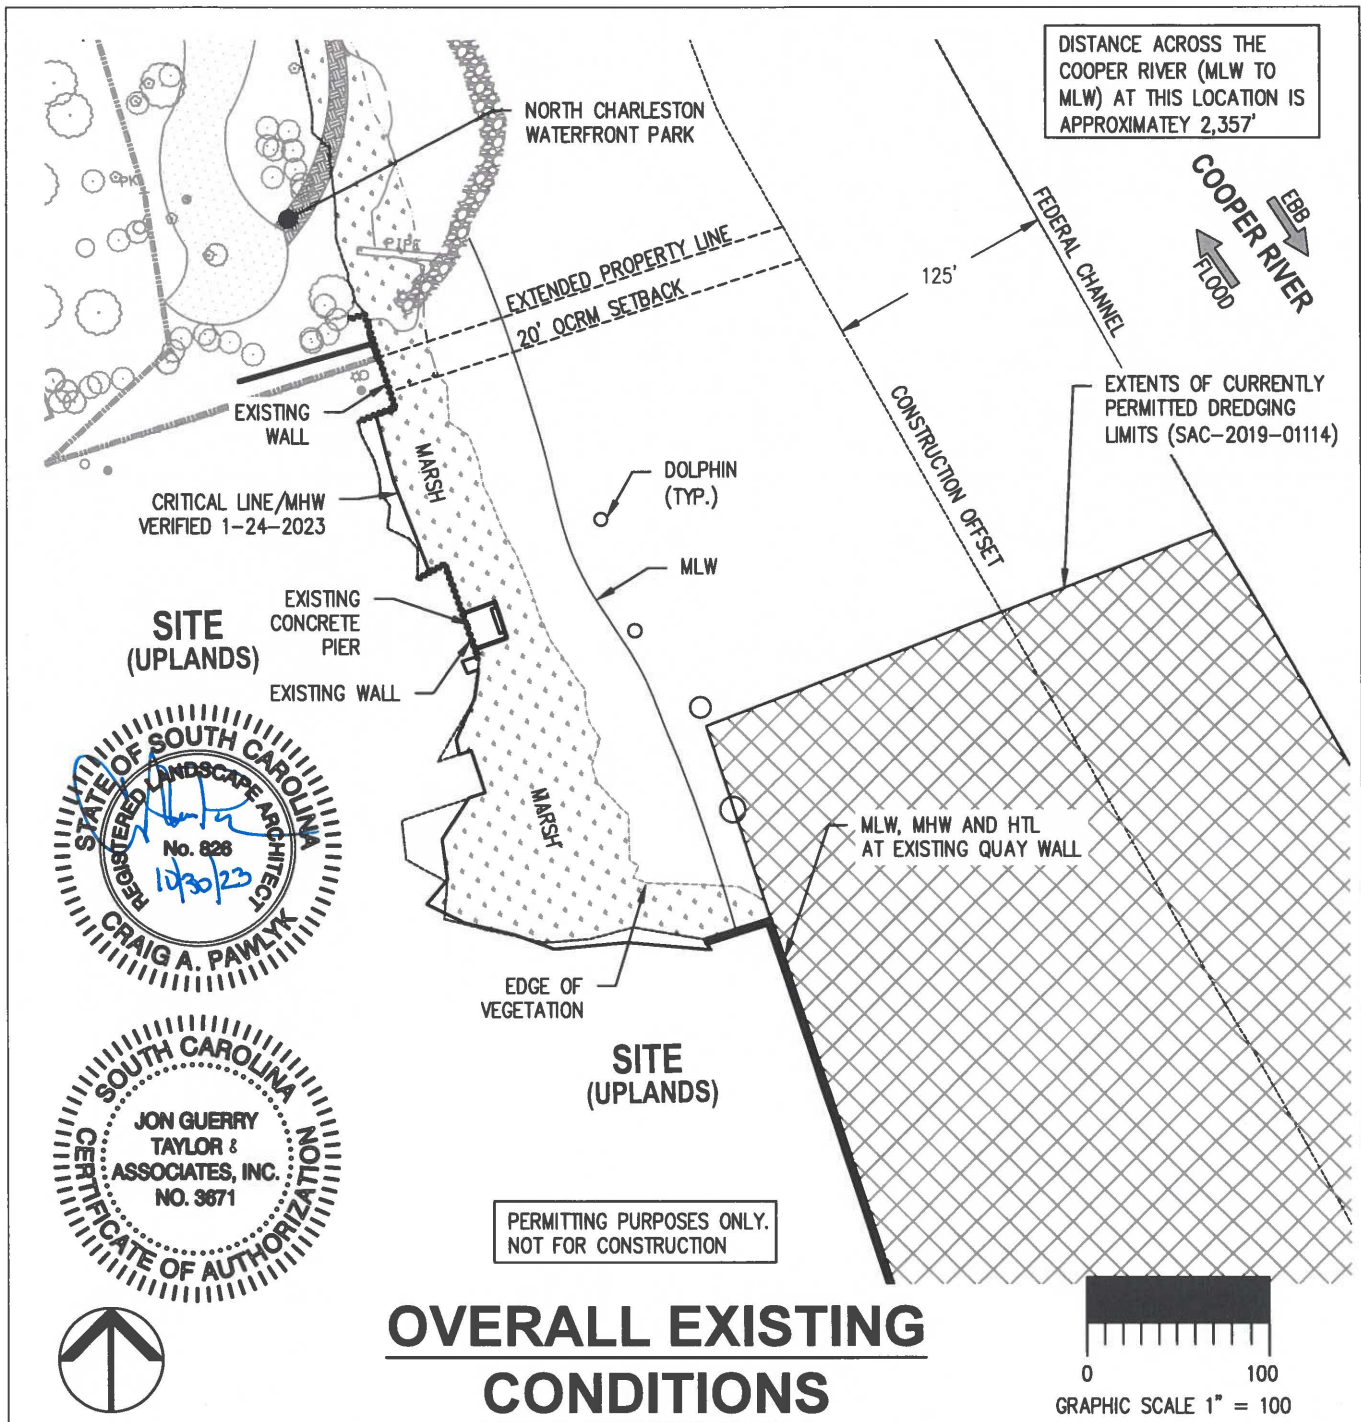 DISTANCE ACROSS THE
COOPER RIVER (MLW TO
MLW) AT THIS LOCATION IS
APPROXIMATEY 2,357'
NORTH CHARLESTON
WATERFRONT PARK
COOPER RIVER
EBB
FLOOD
PK
PIPE
EXTENDED PROPERTY LINE
20' OCRM SETBACK
125'
FEDERAL CHANNEL
CONSTRUCTION OFFSET
EXTENTS OF CURRENTLY
PERMITTED DREDGING
LIMITS (SAC-2019-01114)
EXISTING
WALL
MARSH
DOLPHIN
(TYP.)
CRITICAL LINE/MHW
VERIFIED 1-24-2023
MLW
EXISTING
CONCRETE
PIER
SITE
(UPLANDS)
EXISTING WALL
STATE OF SOUTH CAROLINA
REGISTERED LANDSCAPE ARCHITECT
No. 826
10/30/23
CRAIG A. PAWLYK
MARSH
MLW, MHW AND HTL
AT EXISTING QUAY WALL
EDGE OF
VEGETATION
SITE
(UPLANDS)
SOUTH CAROLINA
JON GUERRY
TAYLOR &
ASSOCIATES, INC.
NO. 3671
CERTIFICATE OF AUTHORIZATION
PERMITTING PURPOSES ONLY.
NOT FOR CONSTRUCTION
OVERALL EXISTING
CONDITIONS
0 100
GRAPHIC SCALE 1" = 100